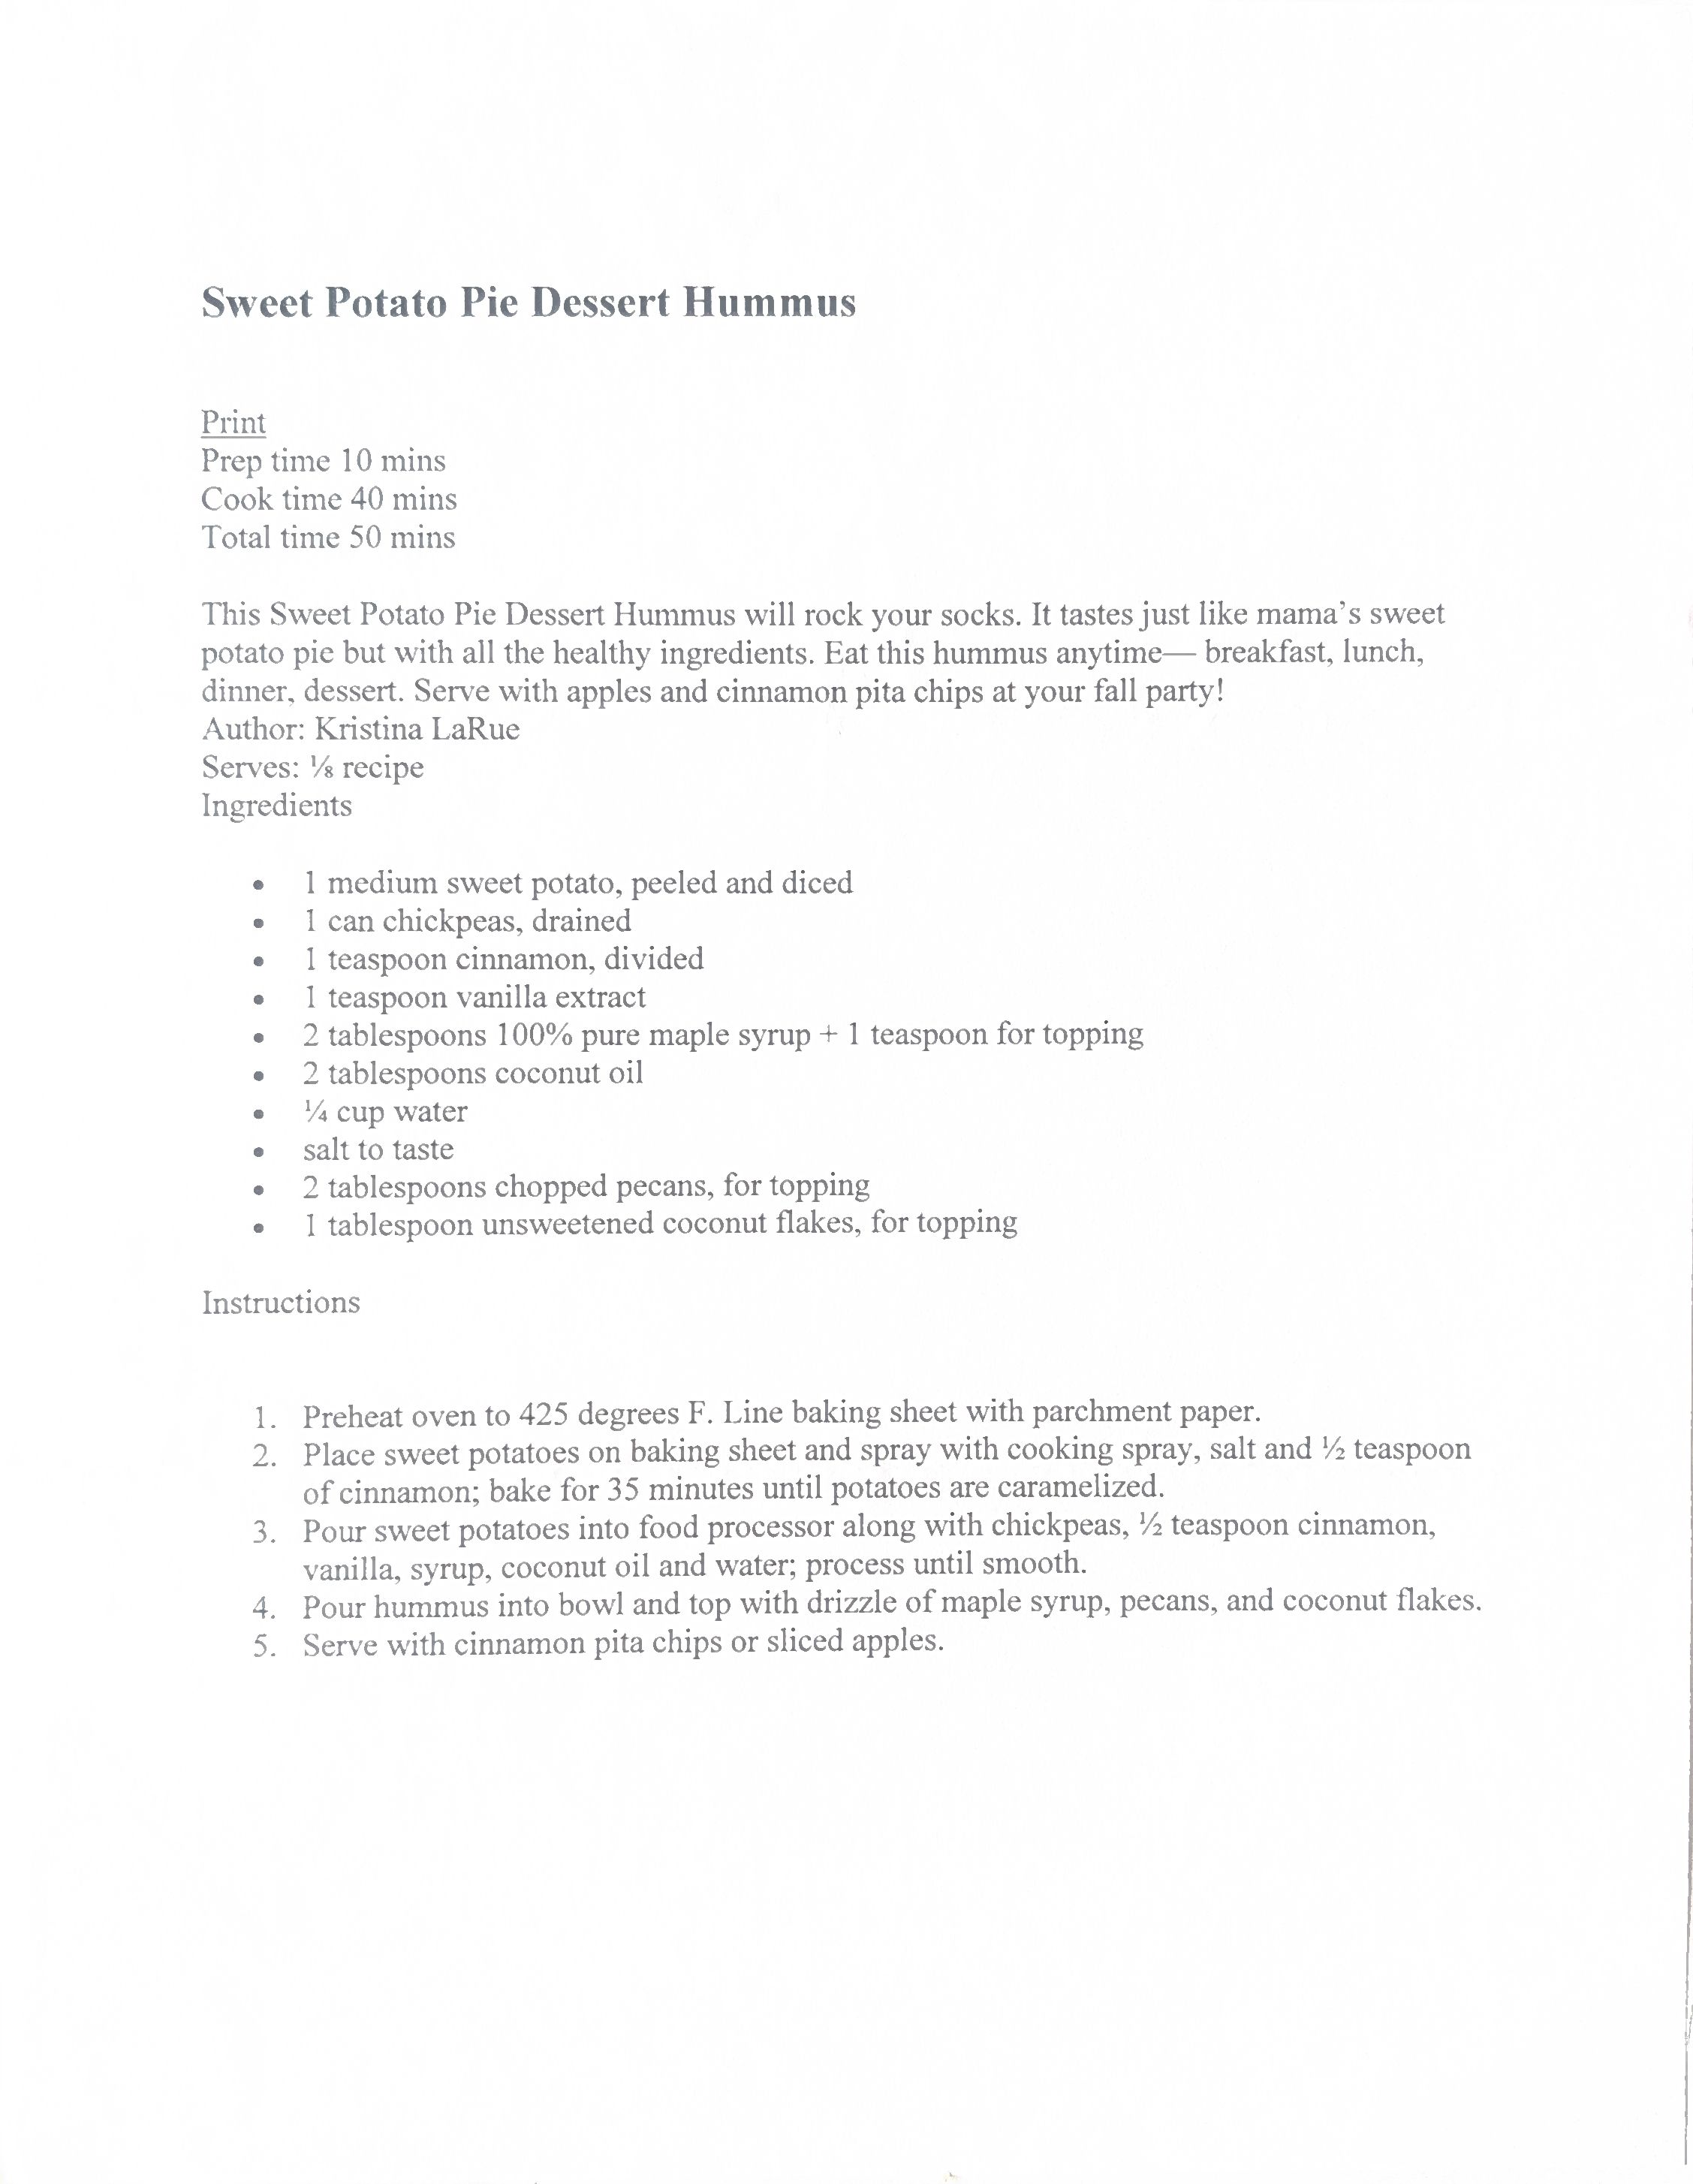 Sweet Potato Pie Dessert Hummus
Print
Prep time 10 mins
Cook time 40 mins
Total time 50 mins
This Sweet Potato Pie Dessert Hummus will rock your socks. It tastes just like mama’s sweet
potato pie but with all the healthy ingredients. Eat this hummus anytime— breakfast, lunch,
dinner, dessert. Serve with apples and cinnamon pita chips at your fall party!
Author: Kristina LaRue
Serves: ⅛ recipe
Ingredients
• 1 medium sweet potato, peeled and diced
• 1 can chickpeas, drained
• 1 teaspoon cinnamon, divided
• 1 teaspoon vanilla extract
• 2 tablespoons 100% pure maple syrup + 1 teaspoon for topping
• 2 tablespoons coconut oil
• ¼ cup water
• salt to taste
• 2 tablespoons chopped pecans, for topping
• 1 tablespoon unsweetened coconut flakes, for topping
Instructions
1. Preheat oven to 425 degrees F. Line baking sheet with parchment paper.
2. Place sweet potatoes on baking sheet and spray with cooking spray, salt and ½ teaspoon
of cinnamon; bake for 35 minutes until potatoes are caramelized.
3. Pour sweet potatoes into food processor along with chickpeas, ½ teaspoon cinnamon,
vanilla, syrup, coconut oil and water; process until smooth.
4. Pour hummus into bowl and top with drizzle of maple syrup, pecans, and coconut flakes.
5. Serve with cinnamon pita chips or sliced apples.